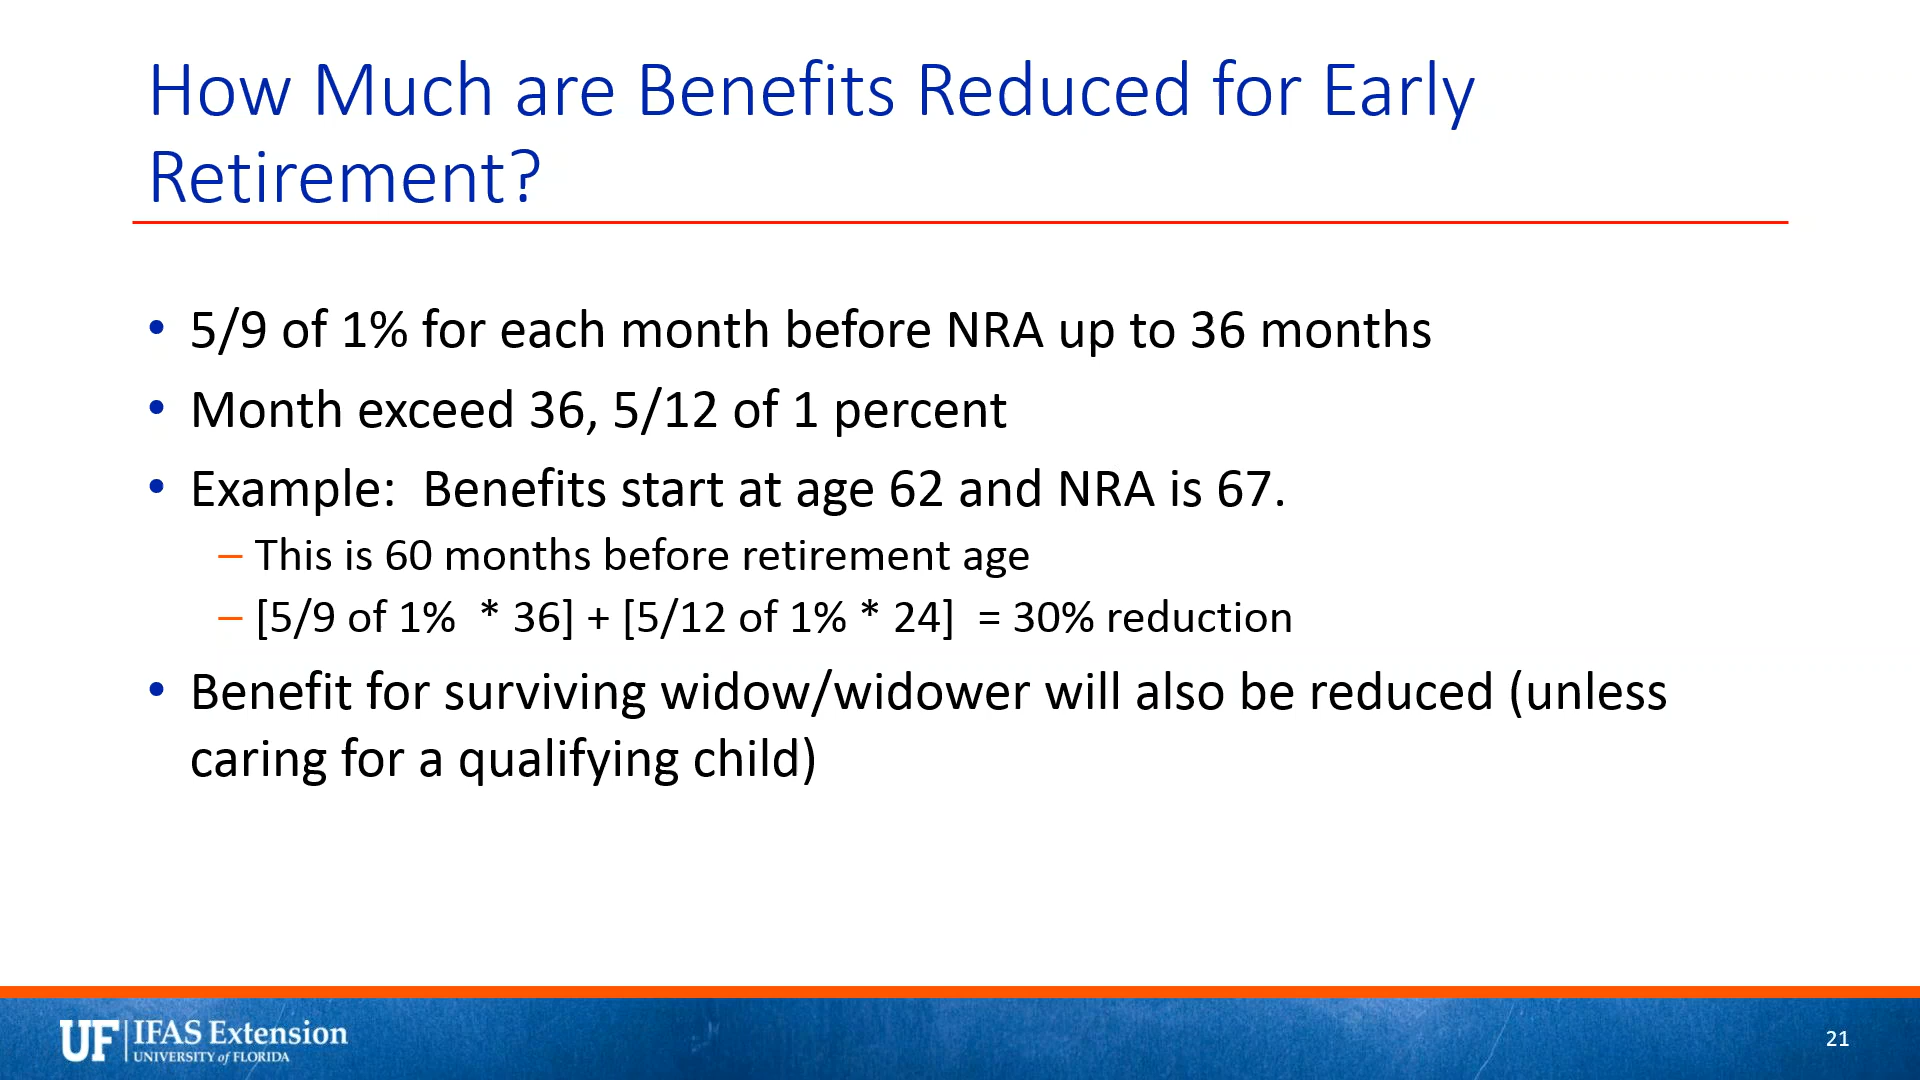 How Much are Benefits Reduced for Early
Retirement?
• 5/9 of 1% for each month before NRA up to 36 months
• Month exceed 36, 5/12 of 1 percent
• Example:  Benefits start at age 62 and NRA is 67.
– This is 60 months before retirement age
– [5/9 of 1%  * 36] + [5/12 of 1% * 24]  = 30% reduction
• Benefit for surviving widow/widower will also be reduced (unless
caring for a qualifying child)
UF IFAS Extension
UNIVERSITY of FLORIDA
21